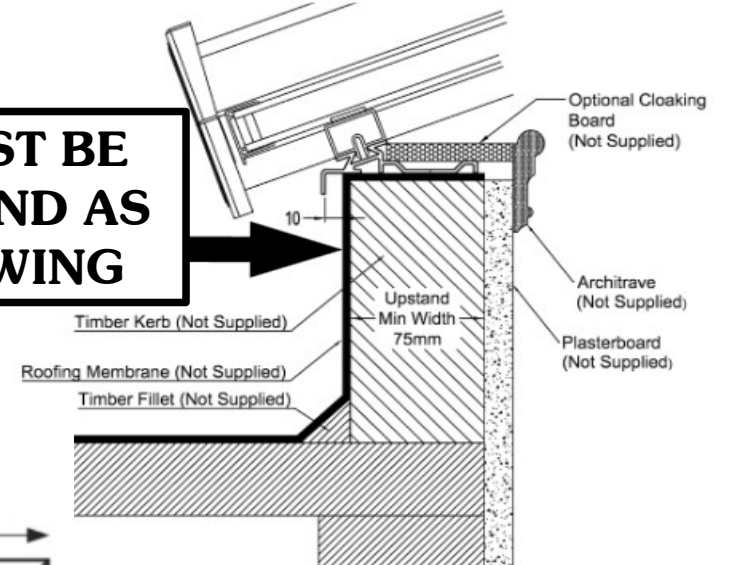 ST BE
ND AS
WING
Optional Cloaking
Board
(Not Supplied)
10
Upstand
Min Width
75mm
Timber Kerb (Not Supplied)
Roofing Membrane (Not Supplied)
Timber Fillet (Not Supplied)
Architrave
(Not Supplied)
Plasterboard
(Not Supplied)